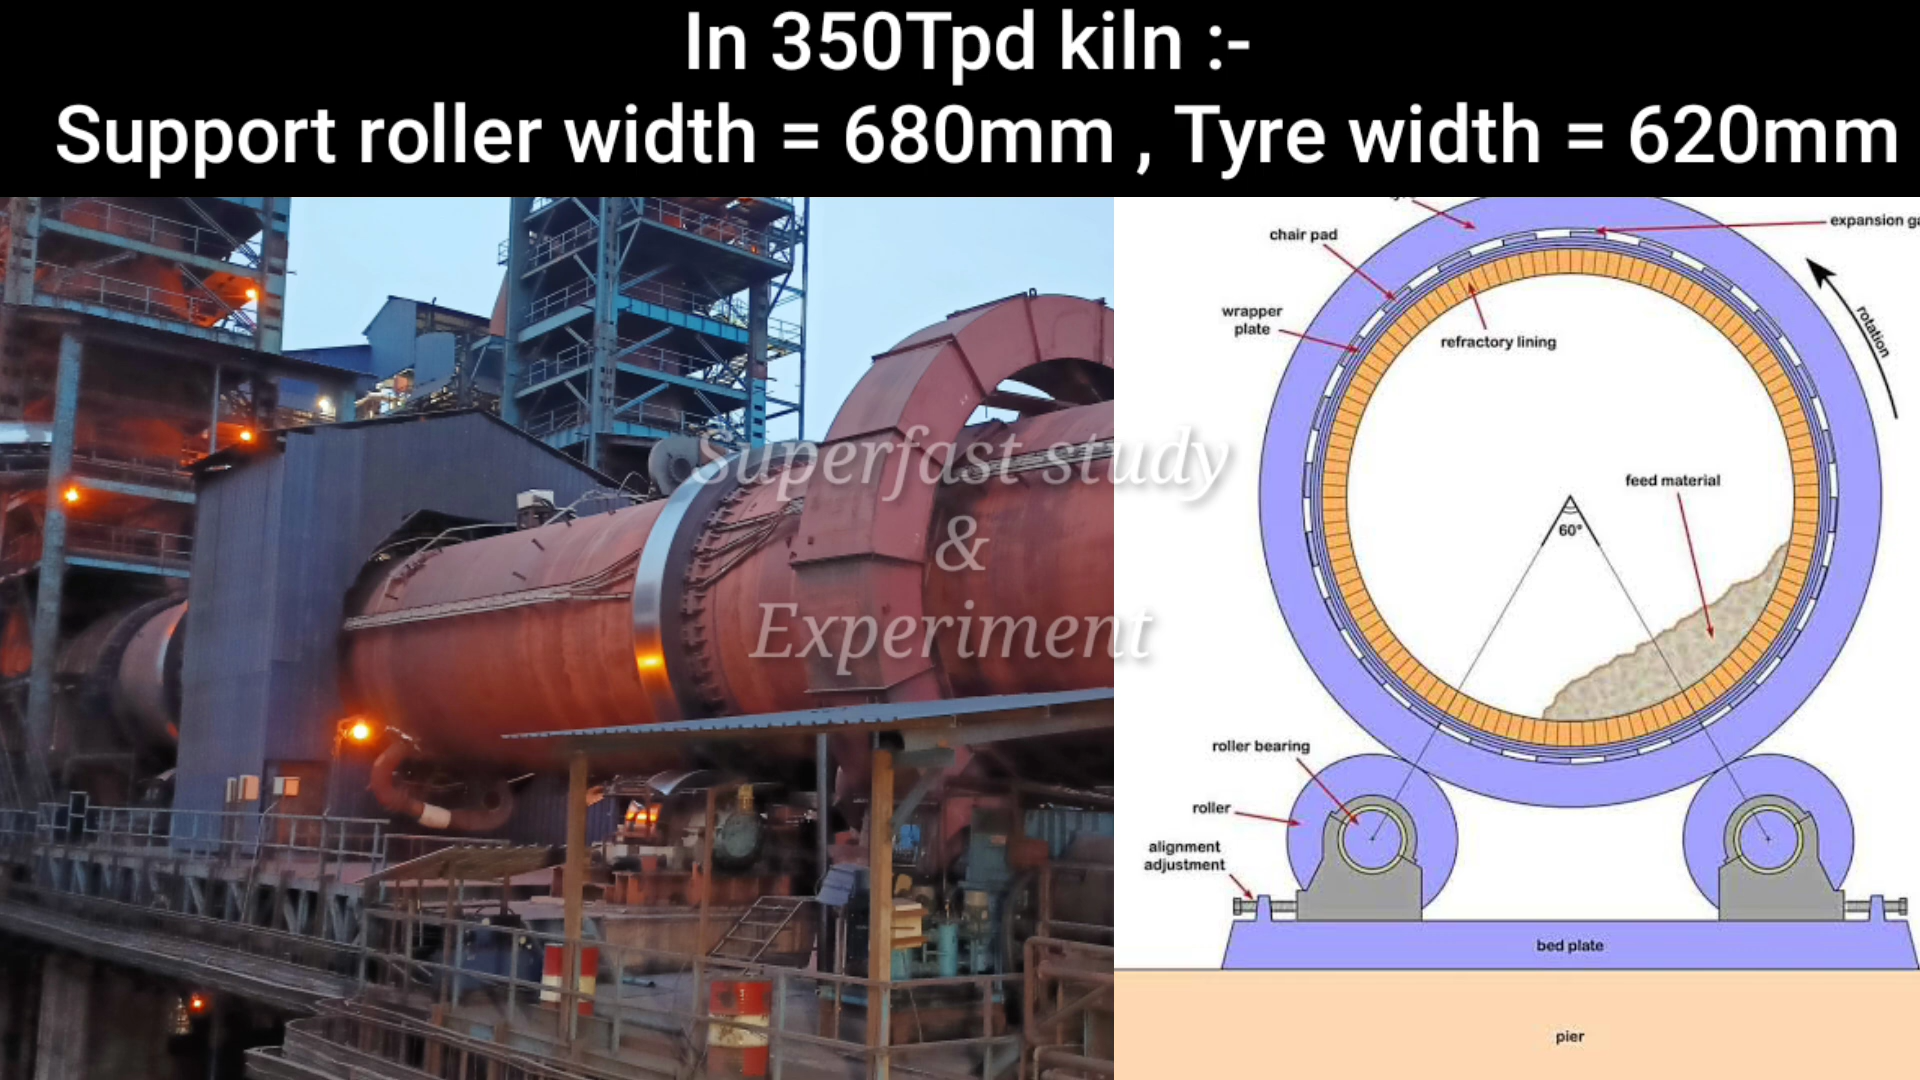 In 350Tpd kiln :-
Support roller width = 680mm , Tyre width = 620mm
chair pad
expansion ga
wrapper
plate
refractory lining
rotation
Superfast study
&
Experiment
feed material
60°
roller bearing
roller
alignment
adjustment
bed plate
pier